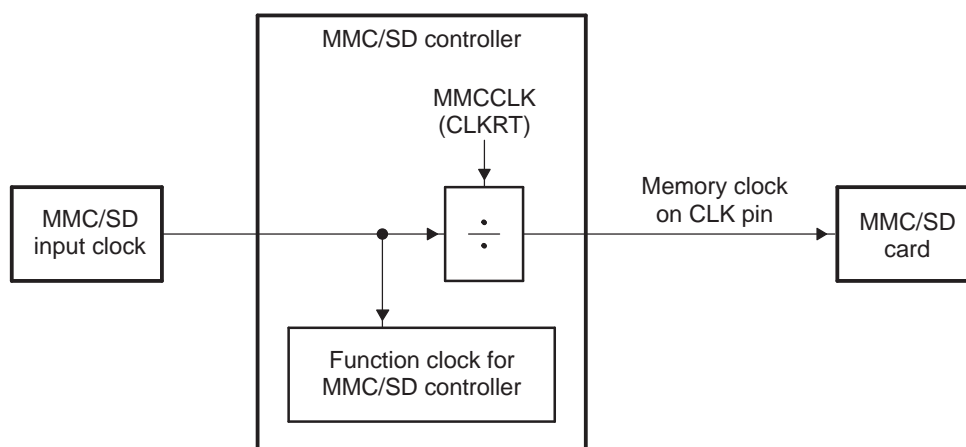 MMC/SD controller
MMCCLK
(CLKRT)
MMC/SD
input clock
Memory clock
on CLK pin
MMC/SD
card
Function clock for
MMC/SD controller